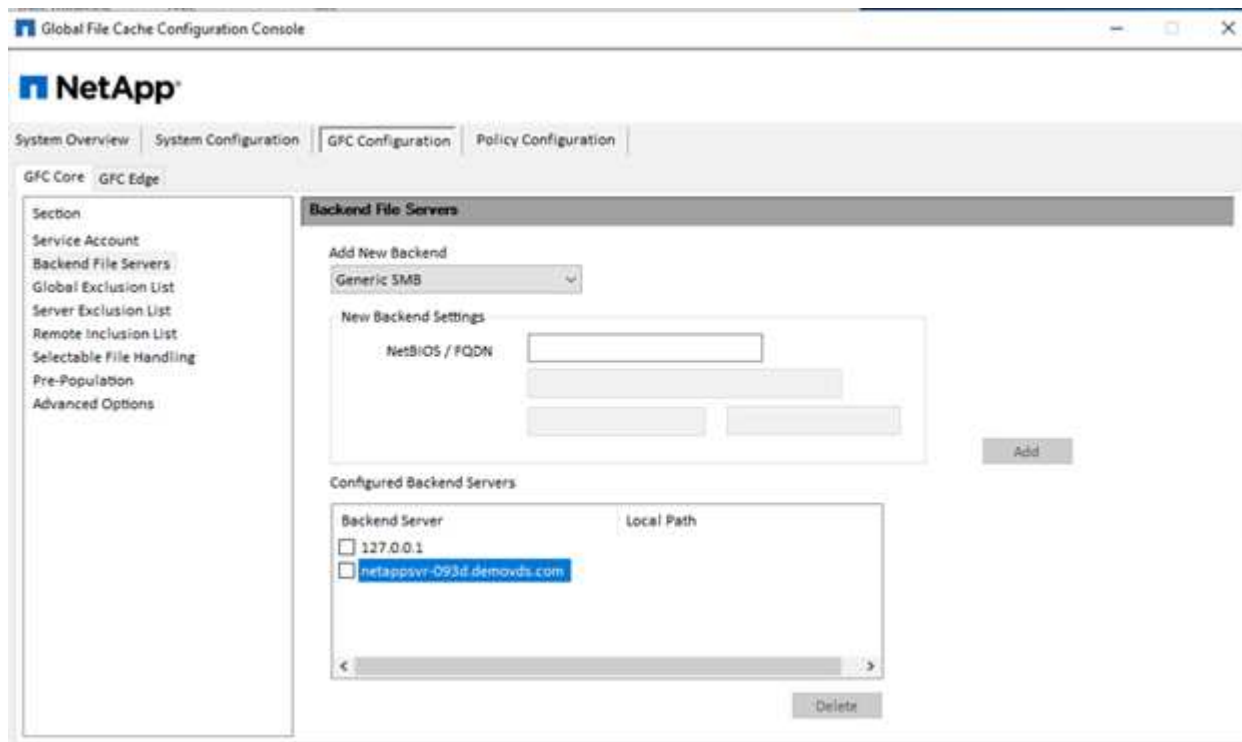 Global File Cache Configuration Console
NetApp
System Overview System Configuration GFC Configuration Policy Configuration
GFC Core GFC Edge
Section
Service Account
Backend File Servers
Global Exclusion List
Server Exclusion List
Remote Inclusion List
Selectable File Handling
Pre-Population
Advanced Options
Backend File Servers
Add New Backend
Generic SMB
New Backend Settings
NetBIOS / FQDN
Add
Configured Backend Servers
Backend Server Local Path
127.0.0.1
netappsvr-093d.demovds.com
Delete